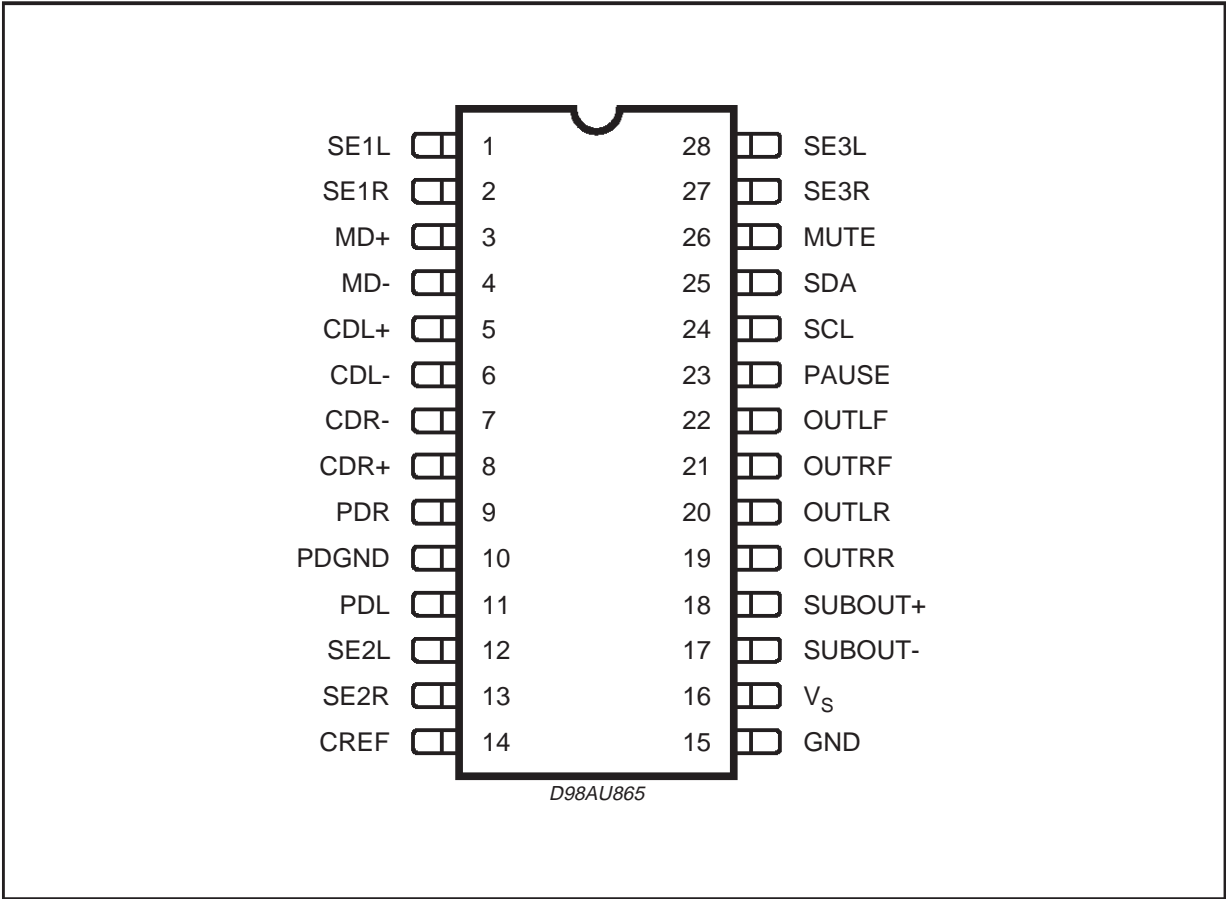 SE1L 1 28 SE3L
SE1R 2 27 SE3R
MD+ 3 26 MUTE
MD- 4 25 SDA
CDL+ 5 24 SCL
CDL- 6 23 PAUSE
CDR- 7 22 OUTLF
CDR+ 8 21 OUTRF
PDR 9 20 OUTLR
PDGND 10 19 OUTRR
PDL 11 18 SUBOUT+
SE2L 12 17 SUBOUT-
SE2R 13 16 VS
CREF 14 15 GND
D98AU865